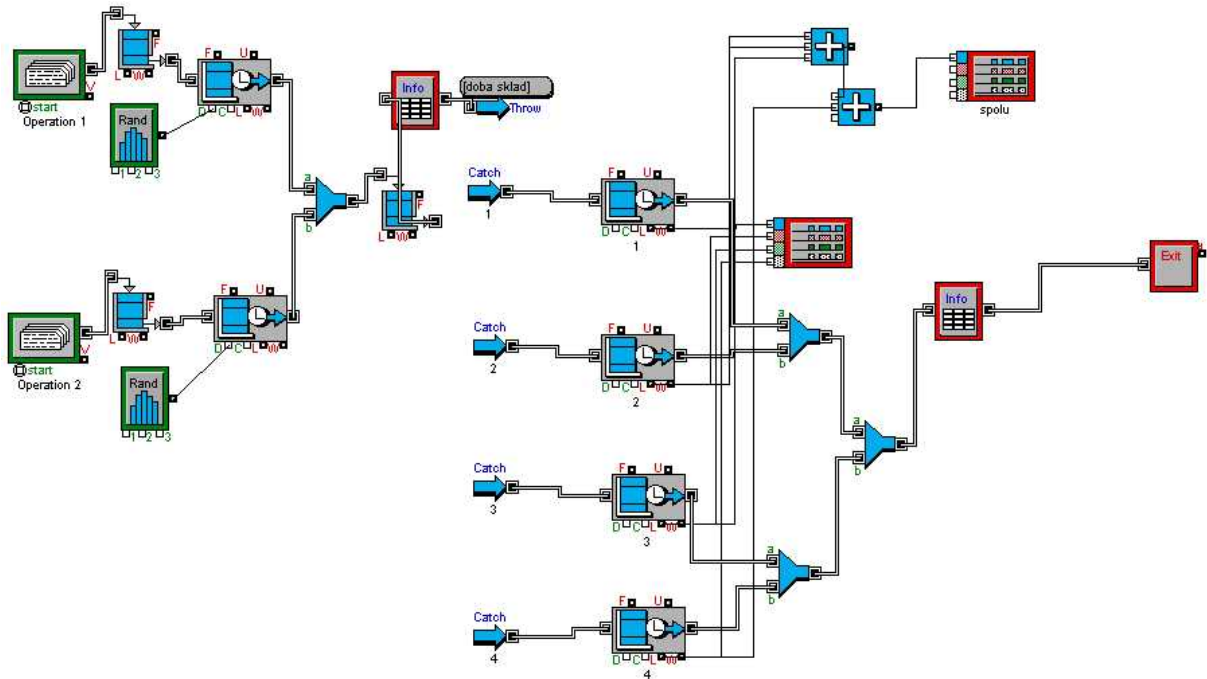 F
L W
V
start
Operation 1
F U
D C L W
Rand
1 2 3
a
b
Info
[doba sklad]
Throw
F
L W
F
L W
V
start
Operation 2
F U
D C L W
Rand
1 2 3
spolu
Catch
1
F U
D C L W
1
Catch
2
F U
D C L W
2
a
b
Info
Exit
a
b
Catch
3
F U
D C L W
3
a
b
Catch
4
F U
D C L W
4